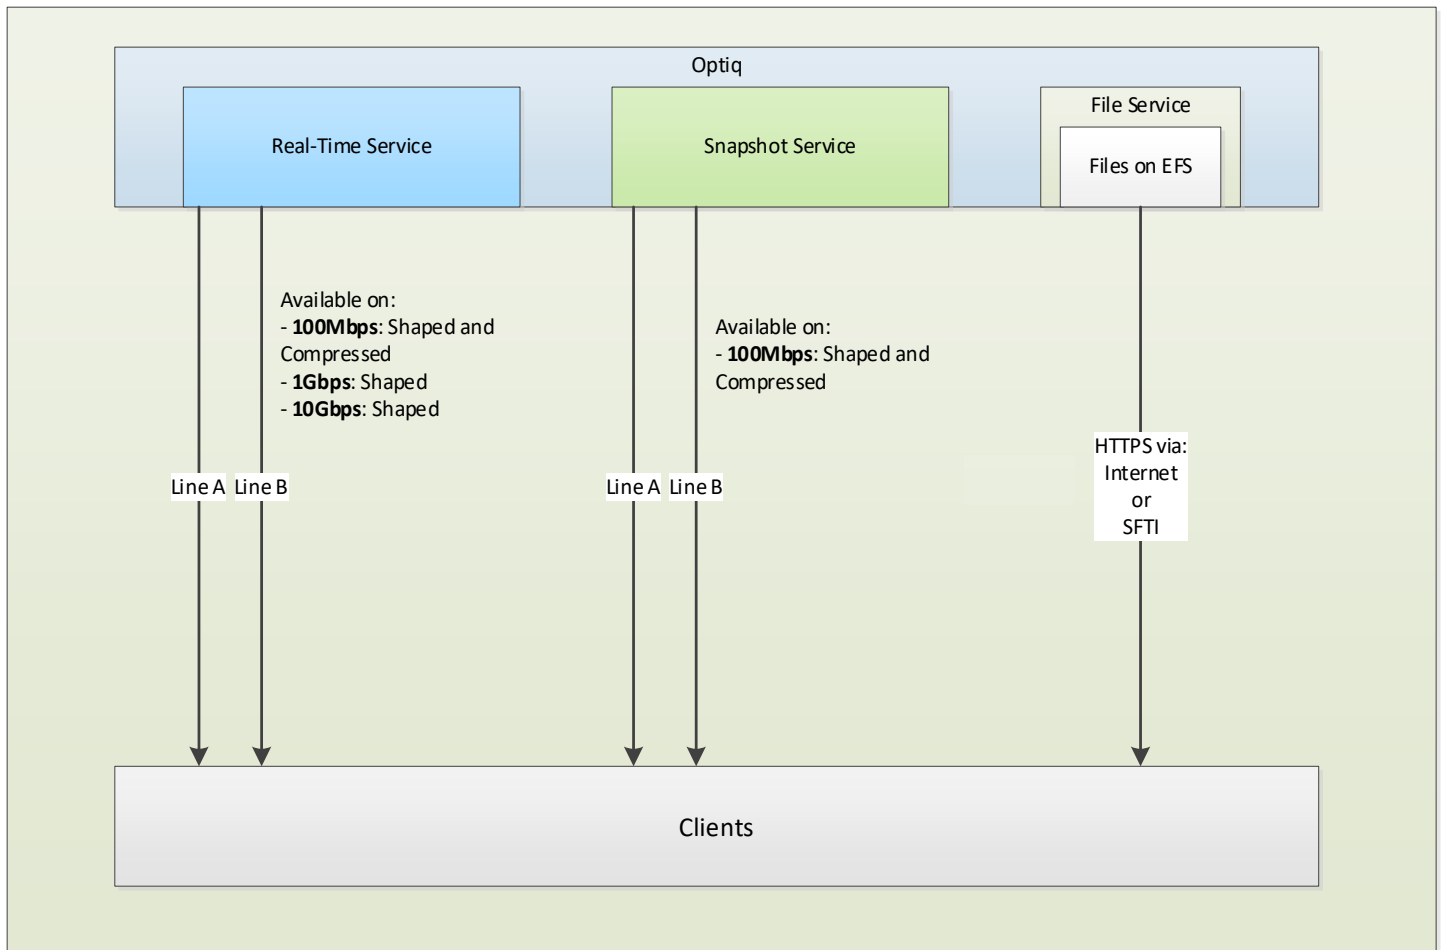 Optiq
Real-Time Service
Snapshot Service
File Service
Files on EFS
Available on:
- 100Mbps: Shaped and
Compressed
- 1Gbps: Shaped
- 10Gbps: Shaped
Available on:
- 100Mbps: Shaped and
Compressed
Line A
Line B
Line A
Line B
HTTPS via:
Internet
or
SFTI
Clients